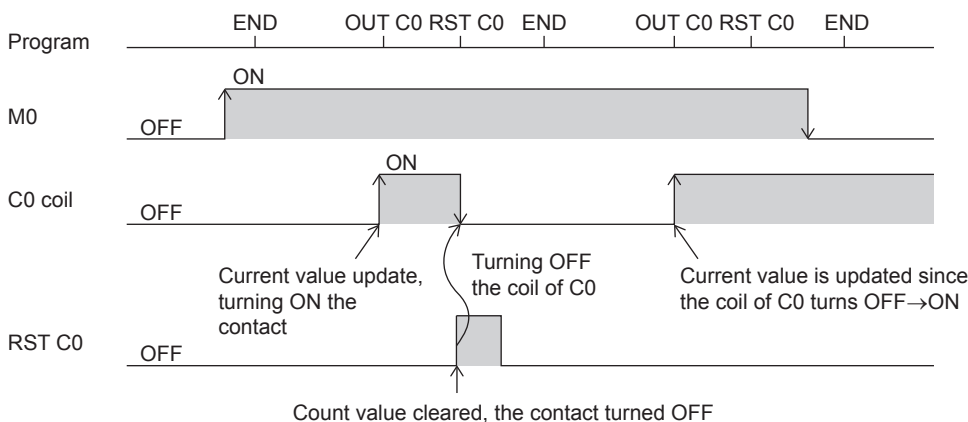 END OUT C0 RST C0 END OUT C0 RST C0 END
Program
ON
M0
OFF
ON
C0 coil
OFF
Current value update,
turning ON the
contact
Turning OFF
the coil of C0
Current value is updated since
the coil of C0 turns OFF→ON
RST C0
OFF
Count value cleared, the contact turned OFF